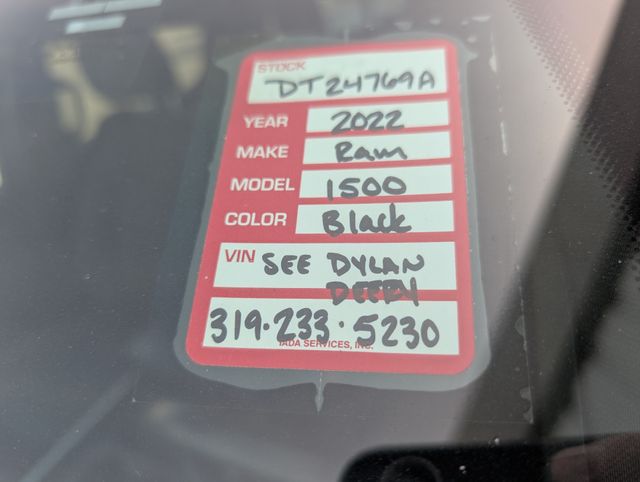 STOCK
DT24769A
YEAR 2022
MAKE Ram
MODEL 1500
COLOR Black
VIN SEE DYLAN
DEERY
319·233·5230
IADA SERVICES, INC.